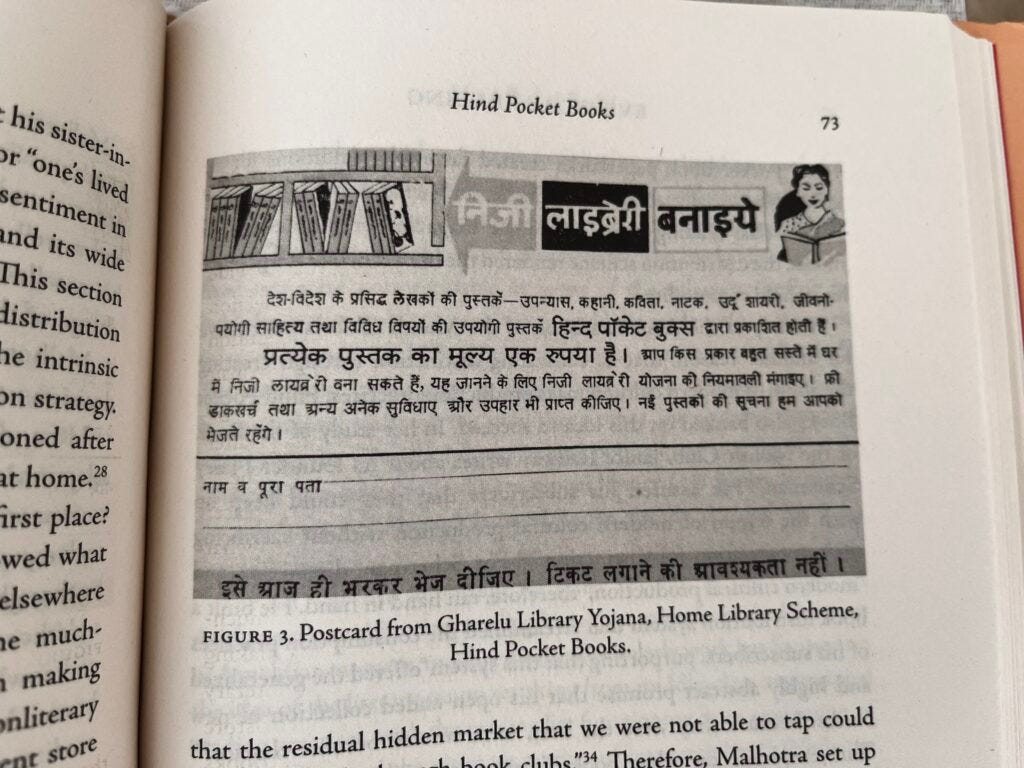 his sister-in-
or “one’s lived
sentiment in
and its wide
This section
distribution
he intrinsic
on strategy.
oned after
at home.28
first place?
owed what
elsewhere
he much-
making
onliterary
ent store
Hind Pocket Books
73
निजी लाइब्रेरी बनाइये
देश-विदेश के प्रसिद्ध लेखकों की पुस्तकें—उपन्यास, कहानी, कविता, नाटक, उर्दू शायरी, जीवनो-
पयोगी साहित्य तथा विविध विषयों की उपयोगी पुस्तकें हिन्द पॉकेट बुक्स द्वारा प्रकाशित होती हैं।
प्रत्येक पुस्तक का मूल्य एक रुपया है। आप किस प्रकार बहुत सस्ते में घर
में निजी लायब्रेरी बना सकते हैं, यह जानने के लिए निजी लायब्रेरी योजना की नियमावली मंगाइए। फ्री
डाकखर्च तथा अन्य अनेक सुविधाएं और उपहार भी प्राप्त कीजिए। नई पुस्तकों की सूचना हम आपको
भेजते रहेंगे।
नाम व पूरा पता
इसे आज ही भरकर भेज दीजिए। टिकट लगाने की आवश्यकता नहीं।
FIGURE 3. Postcard from Gharelu Library Yojana, Home Library Scheme,
Hind Pocket Books.
that the residual hidden market that we were not able to tap could
book clubs.”34 Therefore, Malhotra set up